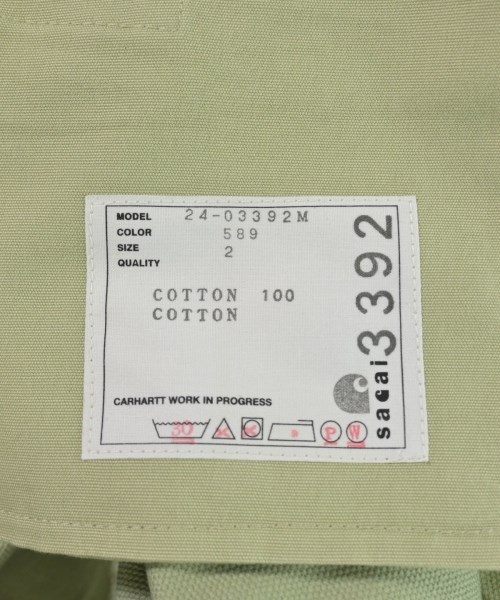 MODEL 24-03392M
COLOR 589
SIZE 2
QUALITY
COTTON 100
COTTON
CARHARTT WORK IN PROGRESS
30 P W
sacai 3392